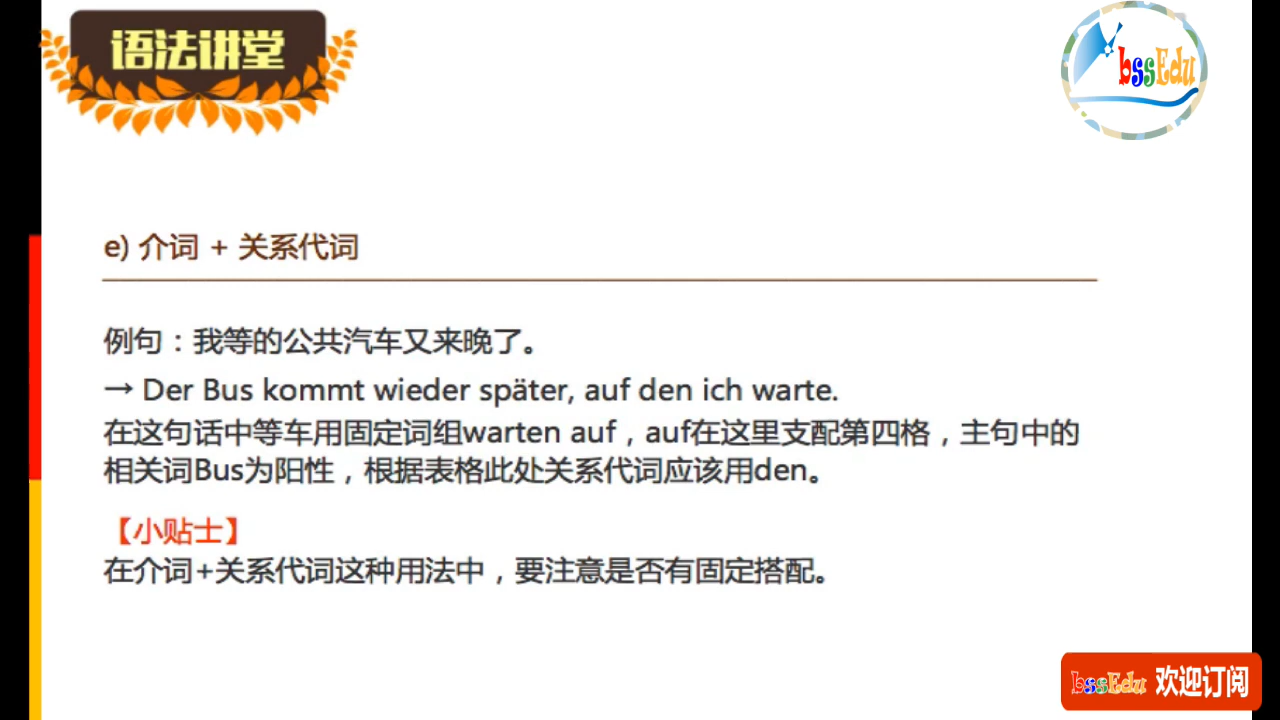 语法讲堂
bssEdu
e) 介词 + 关系代词
例句：我等的公共汽车又来晚了。
→ Der Bus kommt wieder später, auf den ich warte.
在这句话中等车用固定词组warten auf，auf在这里支配第四格，主句中的
相关词Bus为阳性，根据表格此处关系代词应该用den。
【小贴士】
在介词+关系代词这种用法中，要注意是否有固定搭配。
bssEdu 欢迎订阅